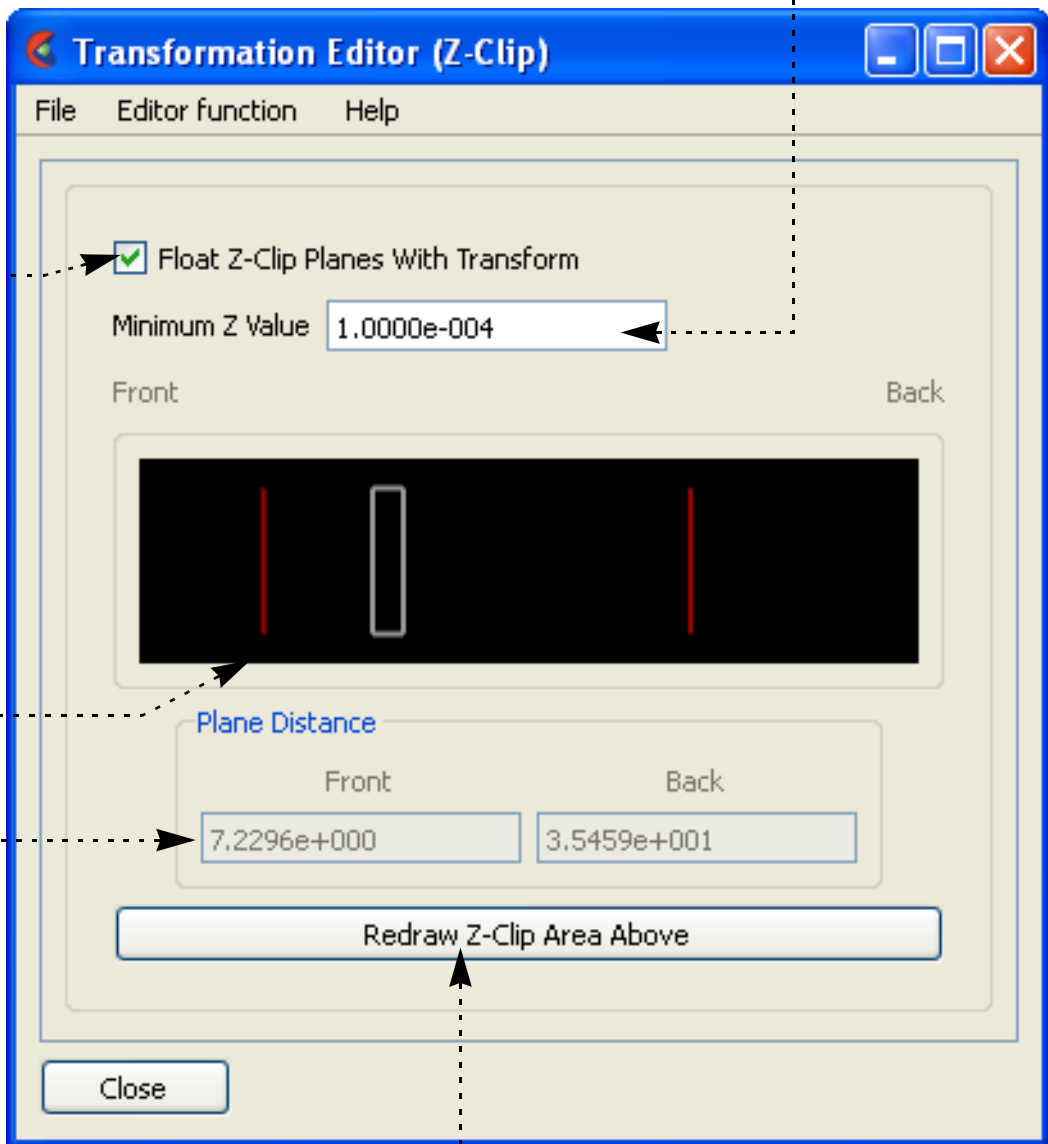 Transformation Editor (Z-Clip)
File Editor function Help
Float Z-Clip Planes With Transform
Minimum Z Value 1.0000e-004
Front Back
Plane Distance
Front Back
7.2296e+000 3.5459e+001
Redraw Z-Clip Area Above
Close